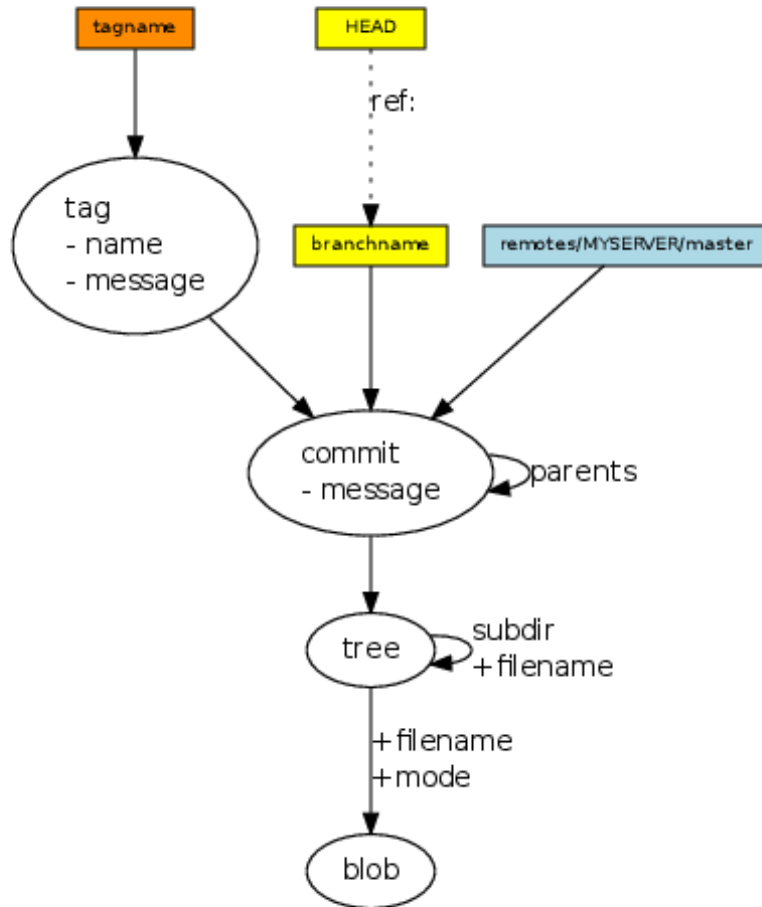 tagname
HEAD
ref:
tag
- name
- message
branchname
remotes/MYSERVER/master
commit
- message
parents
tree
subdir
+filename
+filename
+mode
blob